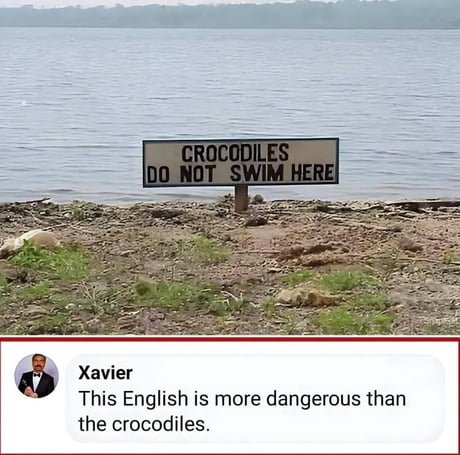 CROCODILES
DO NOT SWIM HERE
Xavier
This English is more dangerous than
the crocodiles.